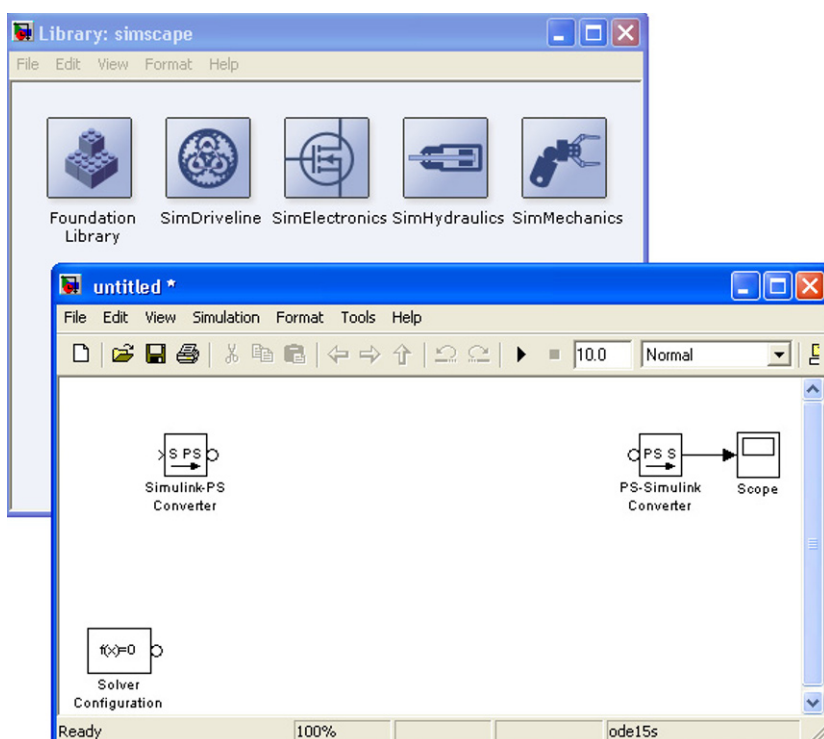 Library: simscape
File Edit View Format Help
Foundation Library
SimDriveline
SimElectronics
SimHydraulics
SimMechanics
untitled *
File Edit View Simulation Format Tools Help
10.0 Normal
S PS
Simulink-PS
Converter
PS S
PS-Simulink
Converter
Scope
f(x)=0
Solver
Configuration
Ready 100% ode15s